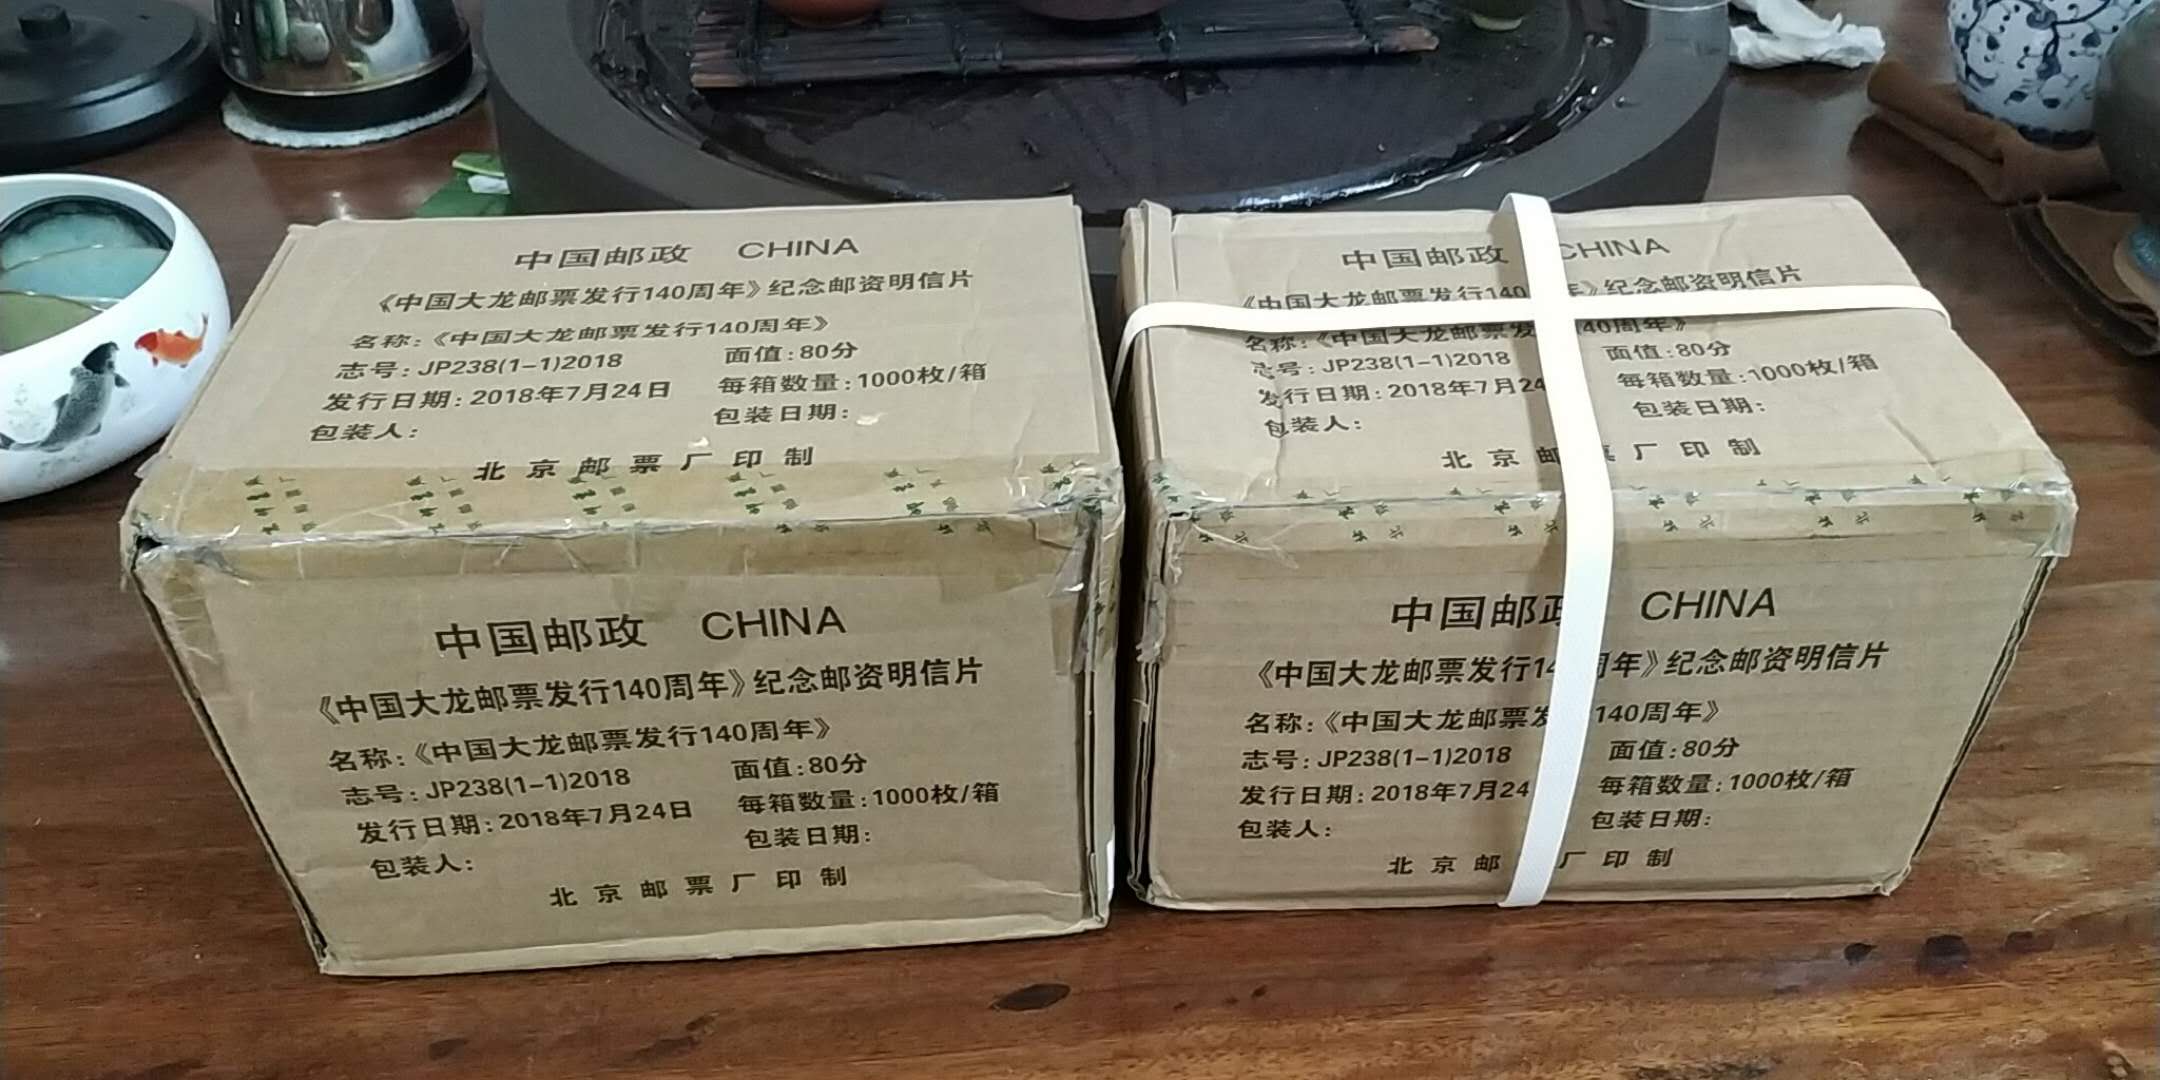 中国邮政 CHINA
《中国大龙邮票发行140周年》纪念邮资明信片
名称:《中国大龙邮票发行140周年》
志号:JP238(1-1)2018 面值:80分
发行日期:2018年7月24日 每箱数量:1000枚/箱
包装人: 包装日期:
北京邮票厂印制
中国邮政 CHINA
《中国大龙邮票发行140周年》纪念邮资明信片
名称:《中国大龙邮票发行140周年》
志号:JP238(1-1)2018 面值:80分
发行日期:2018年7月24日 每箱数量:1000枚/箱
包装人: 包装日期:
北京邮票厂印制
中国邮政 CHINA
《中国大龙邮票发行140 年》纪念邮资明信片
名称:《中国大龙邮票发 140周年》
志号:JP238(1-1)2018 面值:80分
发行日期:2018年7月24 每箱数量:1000枚/箱
包装人: 包装日期:
北京邮票厂印制
中国邮政 CHINA
《中国大龙邮票发行14 周年》纪念邮资明信片
名称:《中国大龙邮票发 140周年》
志号:JP238(1-1)2018 面值:80分
发行日期:2018年7月24 每箱数量:1000枚/箱
包装人: 包装日期:
北京邮 厂印制